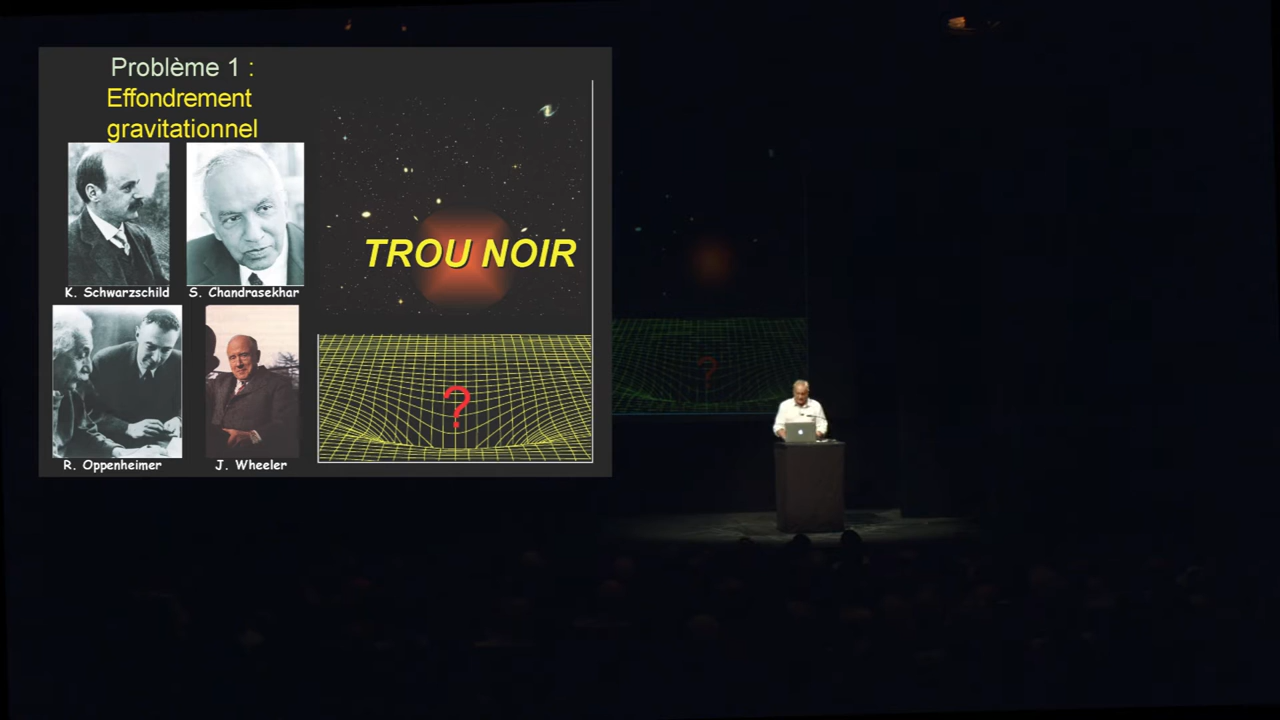 Problème 1 :
Effondrement
gravitationnel
TROU NOIR
K. Schwarzschild
S. Chandrasekhar
?
R. Oppenheimer
J. Wheeler